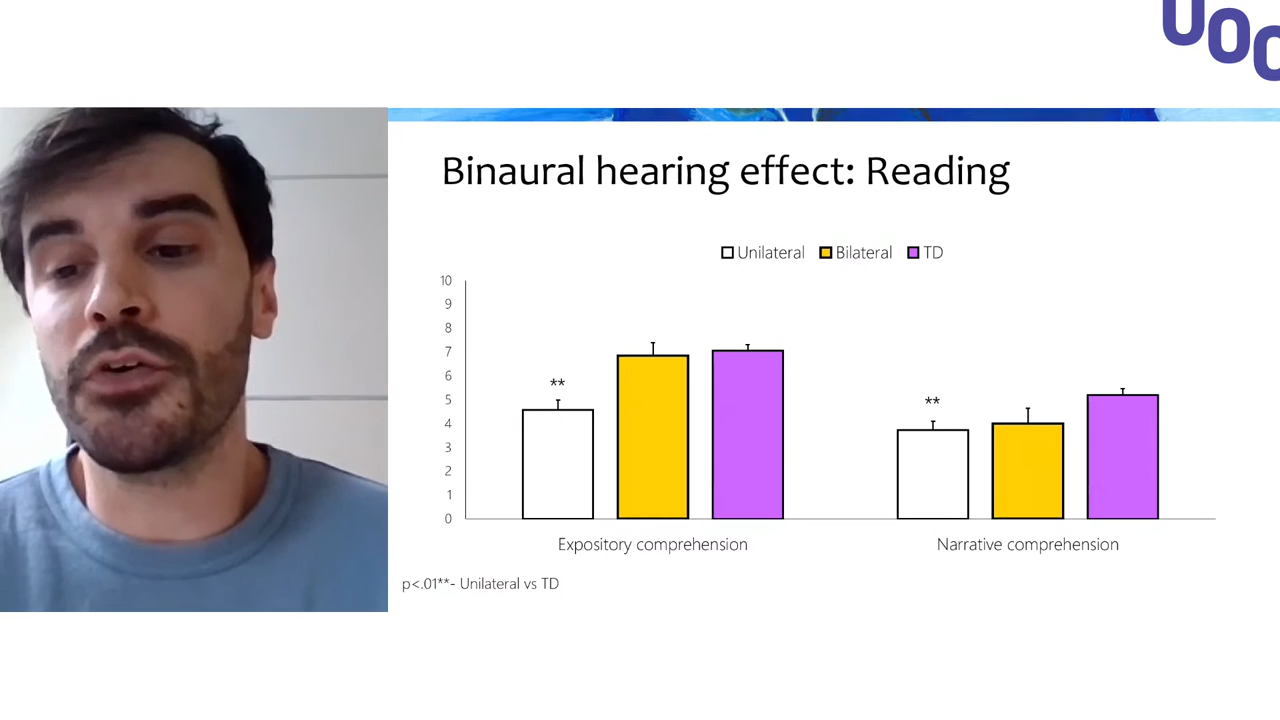 UOC
Binaural hearing effect: Reading
Unilateral Bilateral TD
10
9
8
7
6
5
4
3
2
1
0
** **
Expository comprehension Narrative comprehension
p<.01**- Unilateral vs TD